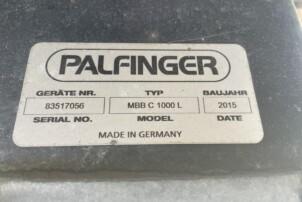 PALFINGER
GERÄTE NR. TYP BAUJAHR
83517056 MBB C 1000 L 2015
SERIAL NO. MODEL DATE
MADE IN GERMANY